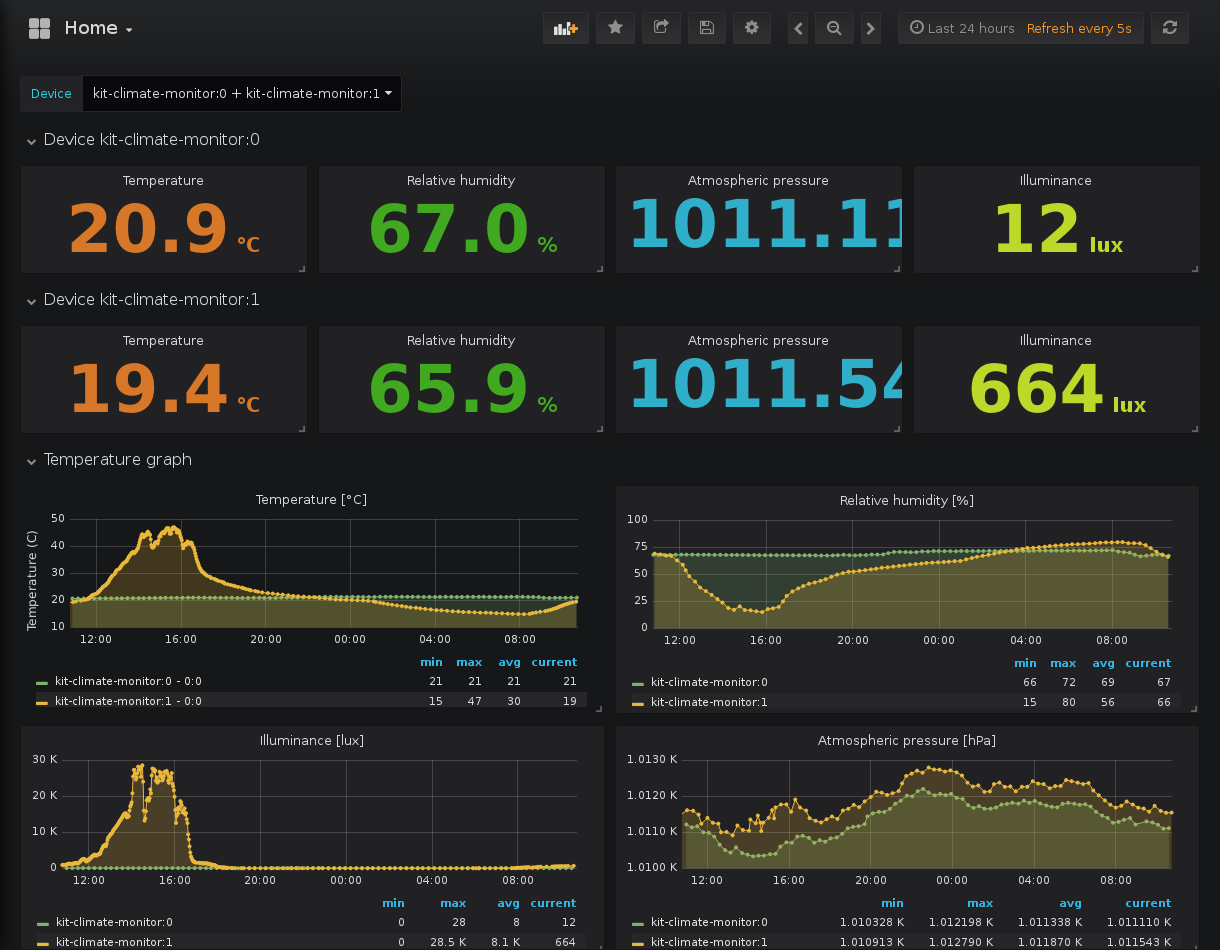 Home
Last 24 hours Refresh every 5s
Device kit-climate-monitor:0 + kit-climate-monitor:1
Device kit-climate-monitor:0
Temperature Relative humidity Atmospheric pressure Illuminance
20.9 °C 67.0 % 1011.11 12 lux
Device kit-climate-monitor:1
Temperature Relative humidity Atmospheric pressure Illuminance
19.4 °C 65.9 % 1011.54 664 lux
Temperature graph
Temperature [°C]
Temperature (C)
50
40
30
20
10
12:00 16:00 20:00 00:00 04:00 08:00
min max avg current
kit-climate-monitor:0 - 0:0 21 21 21 21
kit-climate-monitor:1 - 0:0 15 47 30 19
Relative humidity [%]
100
75
50
25
0
12:00 16:00 20:00 00:00 04:00 08:00
min max avg current
kit-climate-monitor:0 66 72 69 67
kit-climate-monitor:1 15 80 56 66
Illuminance [lux]
30 K
20 K
10 K
0
12:00 16:00 20:00 00:00 04:00 08:00
min max avg current
kit-climate-monitor:0 0 28 8 12
kit-climate-monitor:1 0 28.5 K 8.1 K 664
Atmospheric pressure [hPa]
1.0130 K
1.0120 K
1.0110 K
1.0100 K
12:00 16:00 20:00 00:00 04:00 08:00
min max avg current
kit-climate-monitor:0 1.010328 K 1.012198 K 1.011338 K 1.011110 K
kit-climate-monitor:1 1.010913 K 1.012790 K 1.011870 K 1.011543 K